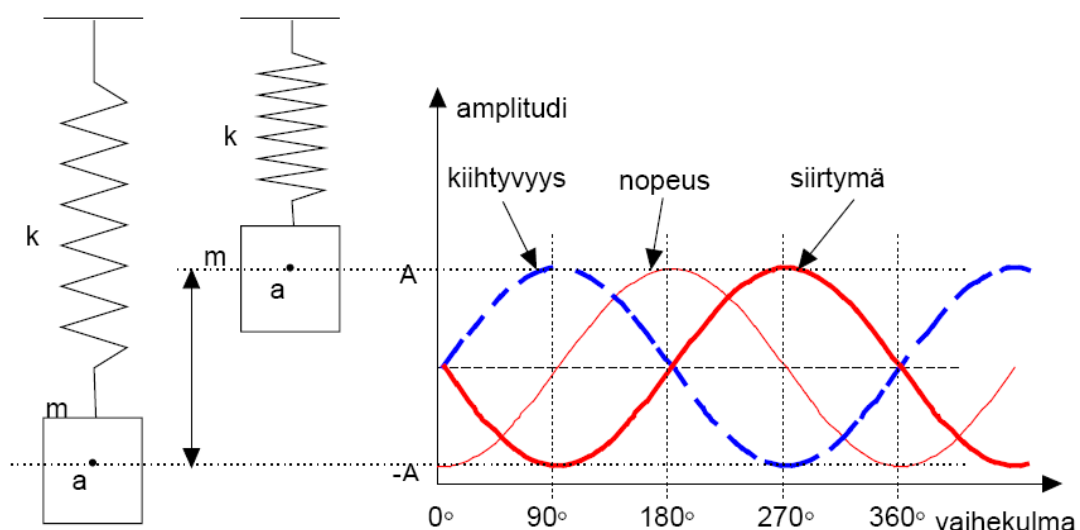 k
k
m
a
m
a
amplitudi
kiihtyvyys nopeus siirtymä
A
-A
0° 90° 180° 270° 360° vaihekulma